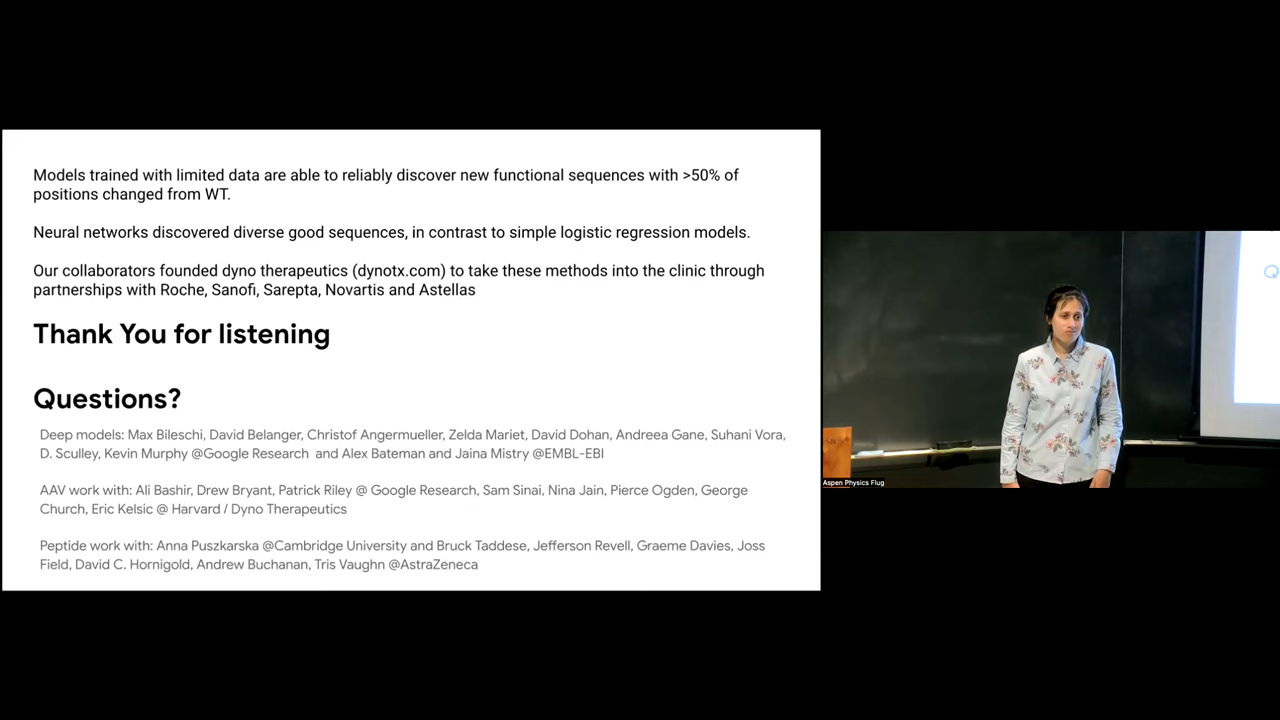 Models trained with limited data are able to reliably discover new functional sequences with >50% of
positions changed from WT.
Neural networks discovered diverse good sequences, in contrast to simple logistic regression models.
Our collaborators founded dyno therapeutics (dynotx.com) to take these methods into the clinic through
partnerships with Roche, Sanofi, Sarepta, Novartis and Astellas
Thank You for listening
Questions?
Deep models: Max Bileschi, David Belanger, Christof Angermueller, Zelda Mariet, David Dohan, Andreea Gane, Suhani Vora,
D. Sculley, Kevin Murphy @Google Research and Alex Bateman and Jaina Mistry @EMBL-EBI
AAV work with: Ali Bashir, Drew Bryant, Patrick Riley @ Google Research, Sam Sinai, Nina Jain, Pierce Ogden, George
Church, Eric Kelsic @ Harvard / Dyno Therapeutics
Peptide work with: Anna Puszkarska @Cambridge University and Bruck Taddese, Jefferson Revell, Graeme Davies, Joss
Field, David C. Hornigold, Andrew Buchanan, Tris Vaughn @AstraZeneca
Q
Aspen Physics Flug